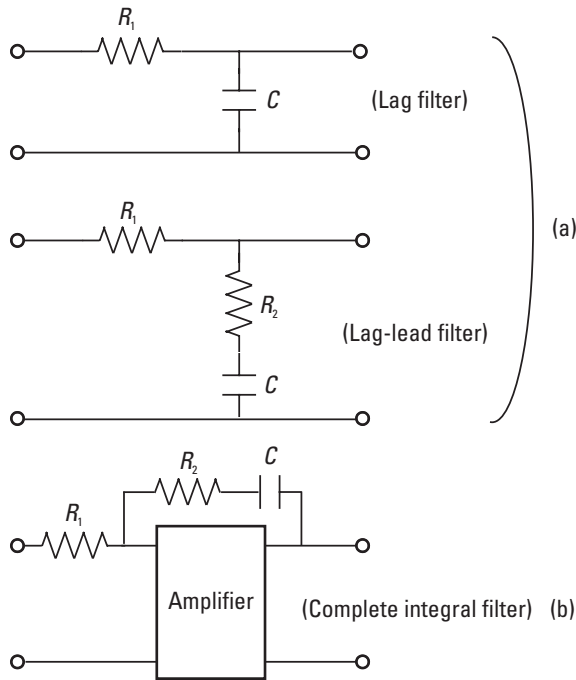 R₁
C
(Lag filter)
R₁
(a)
R₂
(Lag-lead filter)
C
R₂ C
R₁
Amplifier
(Complete integral filter) (b)